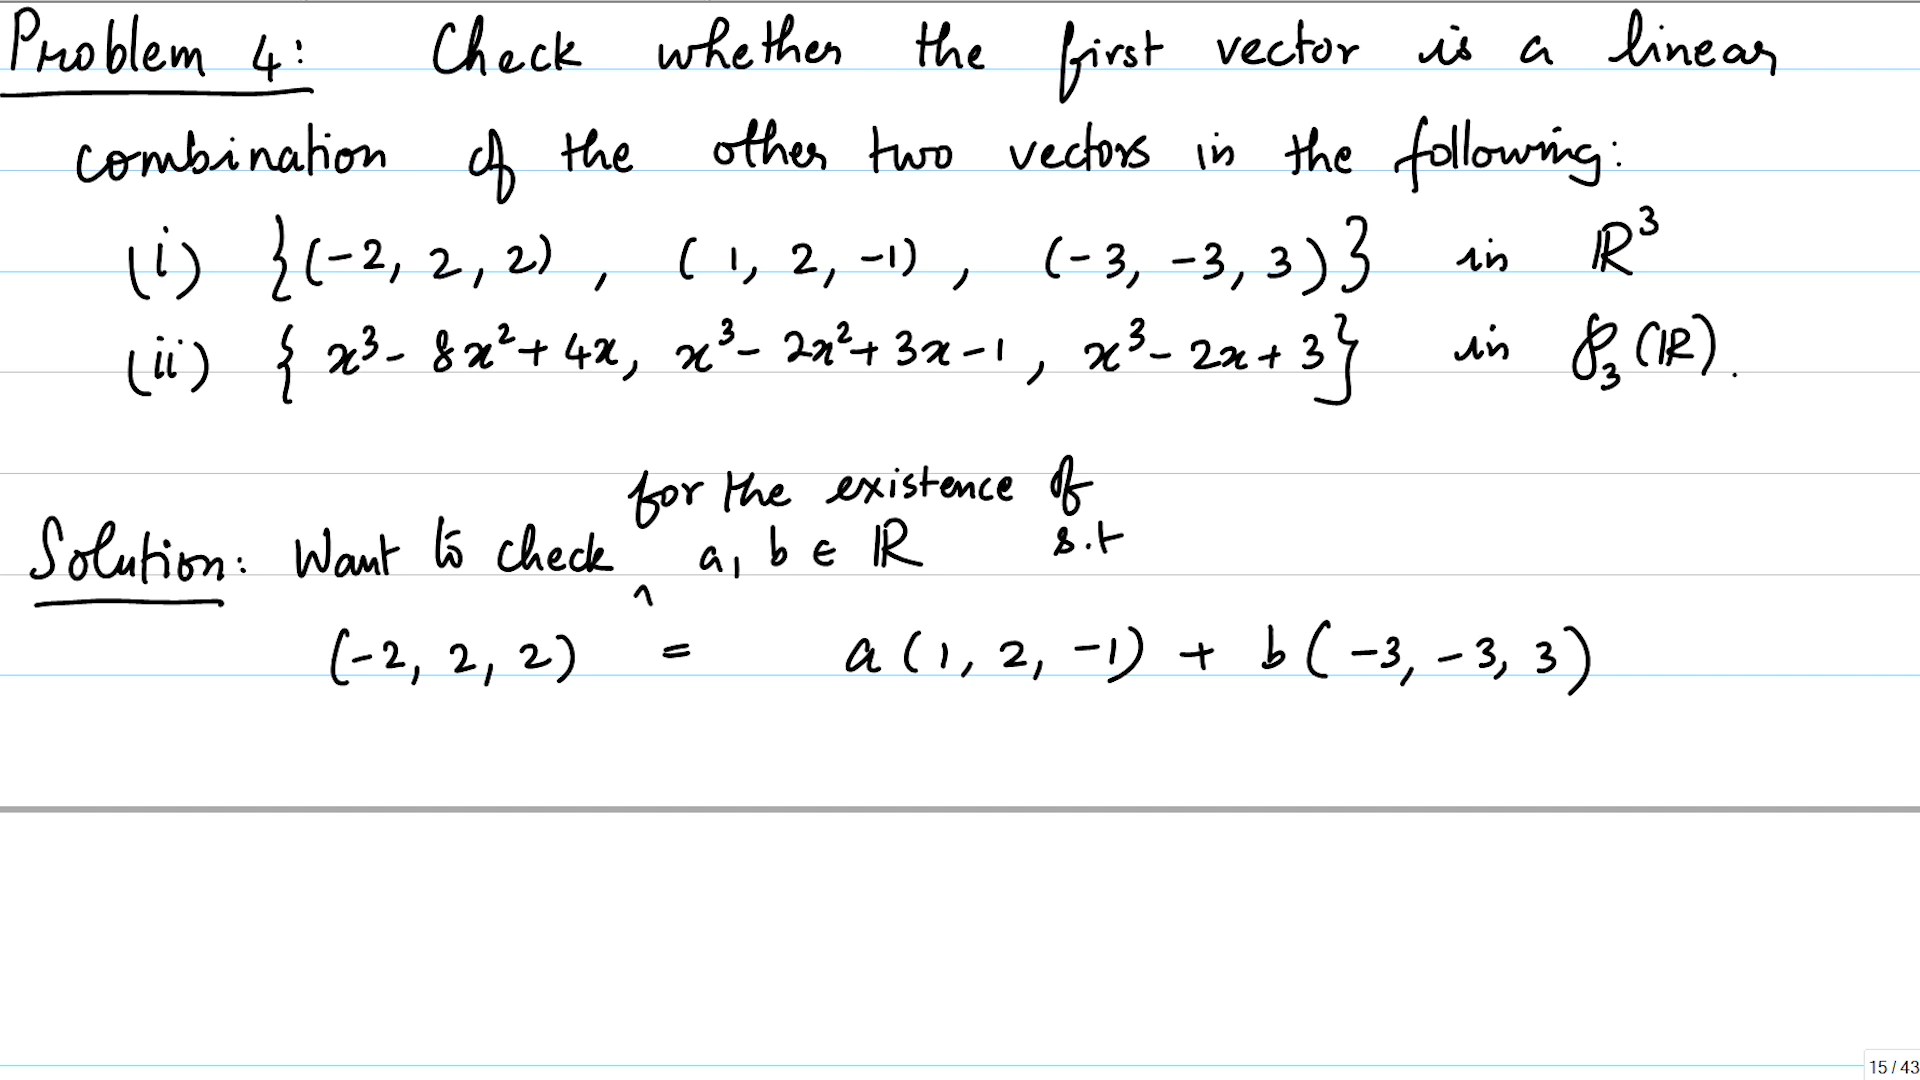 Problem 4: Check whether the first vector is a linear
combination of the other two vectors in the following:
(i) {(-2, 2, 2), (1, 2, -1), (-3, -3, 3)} in ℝ³
(ii) {x³- 8x²+ 4x, x³- 2x²+ 3x-1, x³- 2x+ 3} in ℘₃(ℝ).
for the existence of
Solution: Want to check ^ a, b ∈ ℝ s.t
(-2, 2, 2) = a(1, 2, -1) + b(-3, -3, 3)
15 / 43